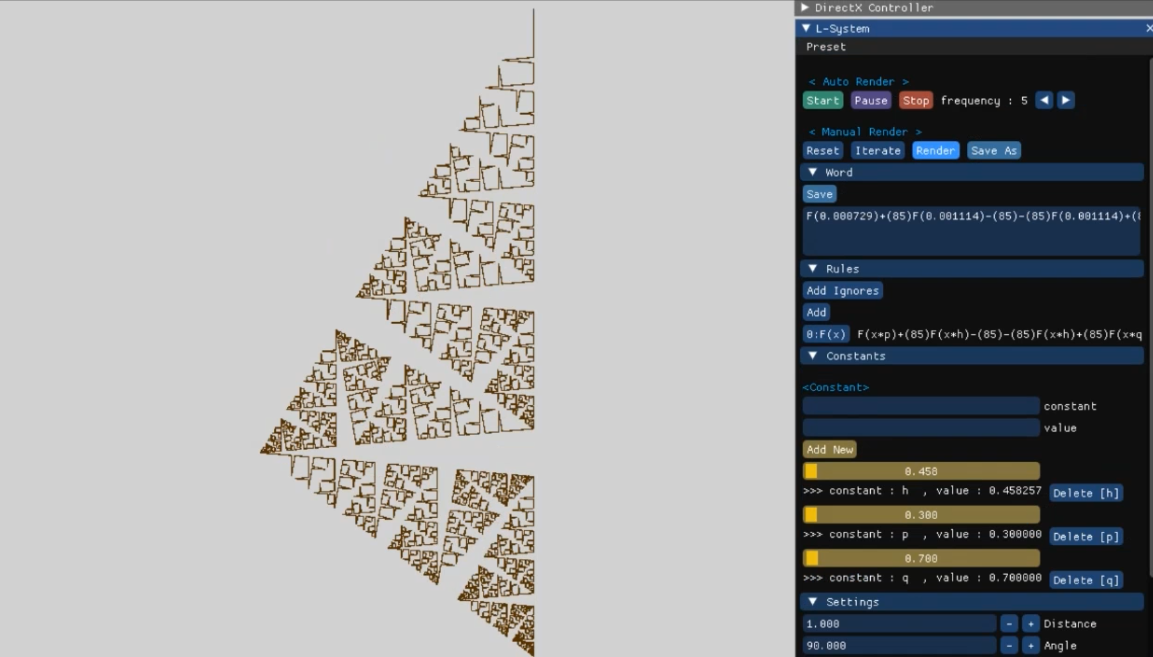 ▶ DirectX Controller
▼ L-System
Preset
< Auto Render >
Start Pause Stop frequency : 5 ◀ ▶
< Manual Render >
Reset Iterate Render Save As
▼ Word
Save
F(0.000729)+(85)F(0.001114)-(85)-(85)F(0.001114)+(8
▼ Rules
Add Ignores
Add
0:F(x) F(x*p)+(85)F(x*h)-(85)-(85)F(x*h)+(85)F(x*q
▼ Constants
<Constant>
constant
value
Add New
0.458
>>> constant : h , value : 0.458257 Delete [h]
0.300
>>> constant : p , value : 0.300000 Delete [p]
0.700
>>> constant : q , value : 0.700000 Delete [q]
▼ Settings
1.000 - + Distance
90.000 - + Angle